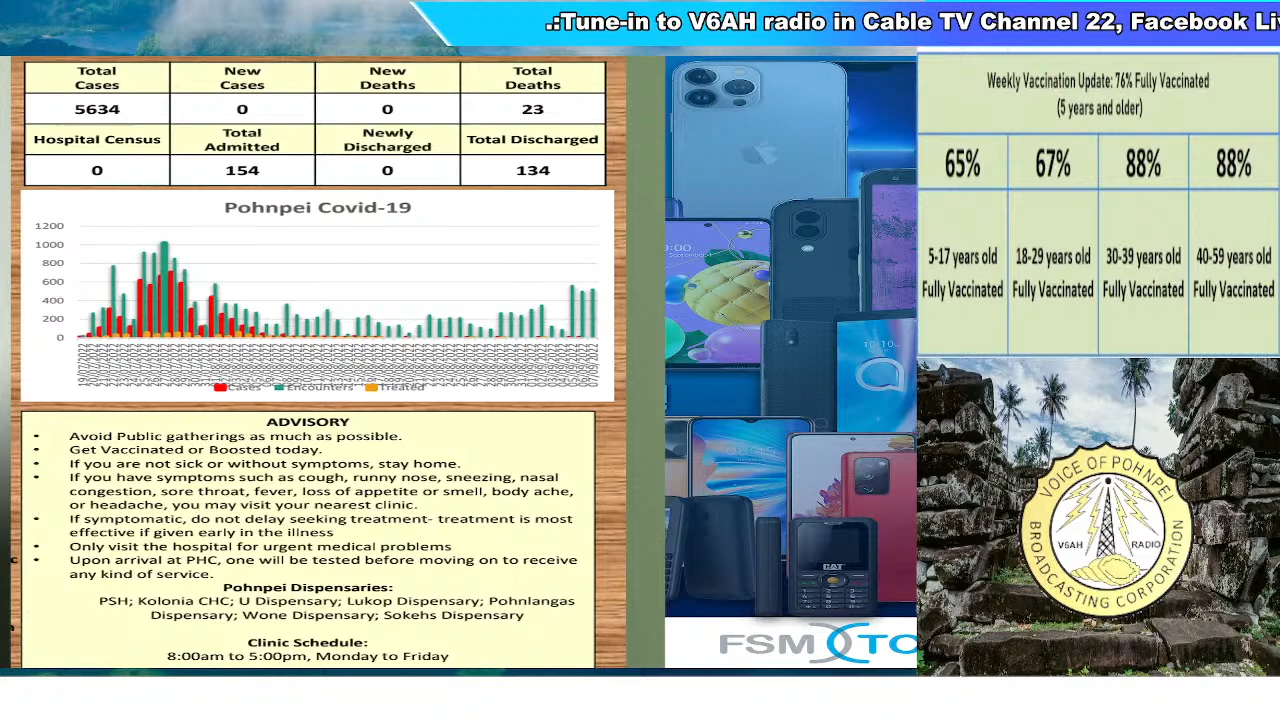 .:Tune-in to V6AH radio in Cable TV Channel 22, Facebook Li
Total Cases
New Cases
New Deaths
Total Deaths
5634
0
0
23
Hospital Census
Total Admitted
Newly Discharged
Total Discharged
0
154
0
134
Pohnpei Covid-19
1200
1000
800
600
400
200
0
Cases
Encounters
Treated
ADVISORY
• Avoid Public gatherings as much as possible.
• Get Vaccinated or Boosted today.
• If you are not sick or without symptoms, stay home.
• If you have symptoms such as cough, runny nose, sneezing, nasal
congestion, sore throat, fever, loss of appetite or smell, body ache,
or headache, you may visit your nearest clinic.
• If symptomatic, do not delay seeking treatment- treatment is most
effective if given early in the illness
• Only visit the hospital for urgent medical problems
• Upon arrival at PHC, one will be tested before moving on to receive
any kind of service.
Pohnpei Dispensaries:
PSH; Kolonia CHC; U Dispensary; Lukop Dispensary; Pohnlangas
Dispensary; Wone Dispensary; Sokehs Dispensary
Clinic Schedule:
8:00am to 5:00pm, Monday to Friday
10:10
CAT
FSM TC
Weekly Vaccination Update: 76% Fully Vaccinated
(5 years and older)
65%
67%
88%
88%
5-17 years old
Fully Vaccinated
18-29 years old
Fully Vaccinated
30-39 years old
Fully Vaccinated
40-59 years old
Fully Vaccinated
VOICE OF POHNPEI
V6AH RADIO
BROADCASTING CORPORATION